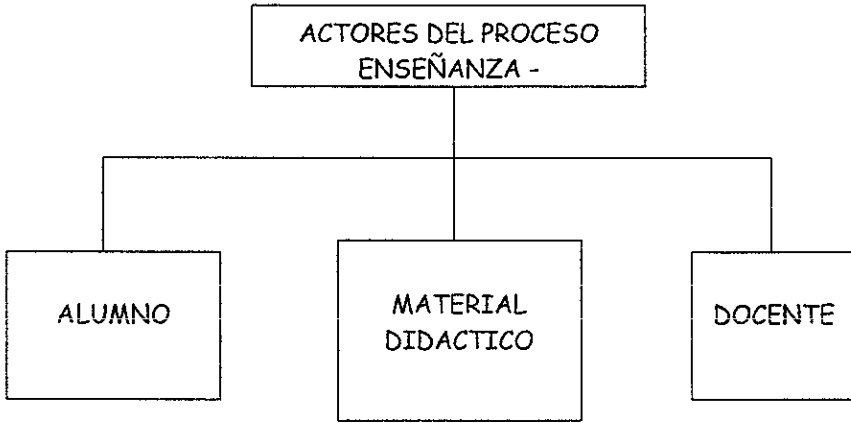 ACTORES DEL PROCESO
ENSEÑANZA -
ALUMNO
MATERIAL
DIDACTICO
DOCENTE